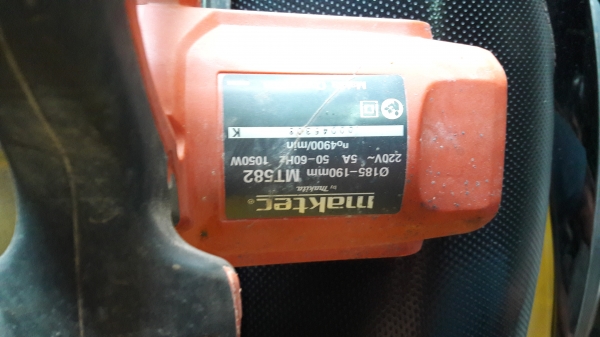 maktec®
by makita
Ø185-190mm MT582
220V~ 5A 50-60Hz 1050W
n₀4900/min
K